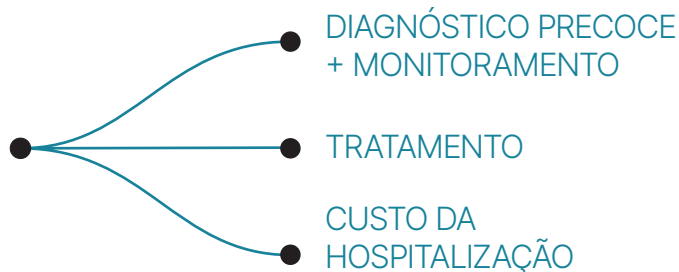 DIAGNÓSTICO PRECOCE
+ MONITORAMENTO
TRATAMENTO
CUSTO DA
HOSPITALIZAÇÃO